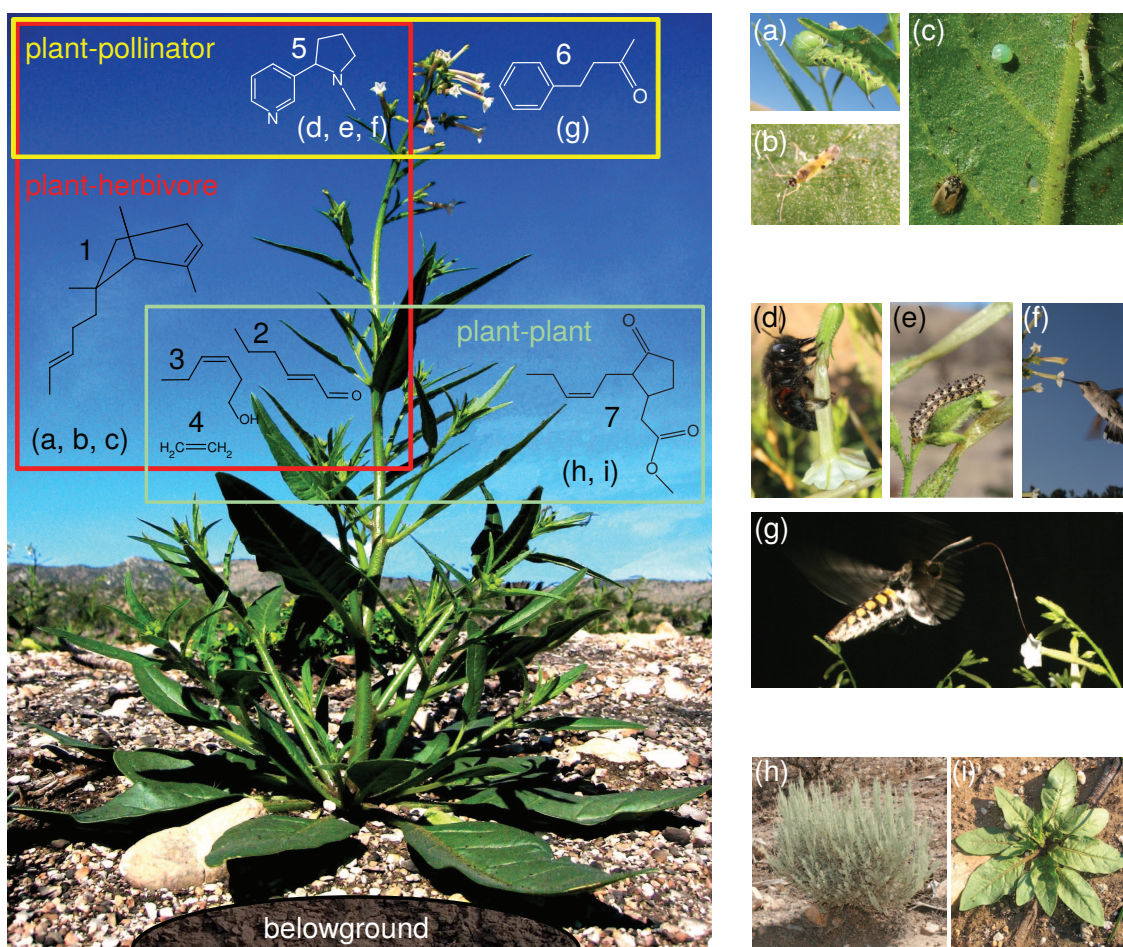 plant-pollinator
5
N
N
(d, e, f)
6
O
(g)
plant-herbivore
1
(a, b, c)
plant-plant
2
O
3
OH
4
H₂C=CH₂
O
7
O
O
(h, i)
belowground
(a)
(b)
(c)
(d)
(e)
(f)
(g)
(h)
(i)